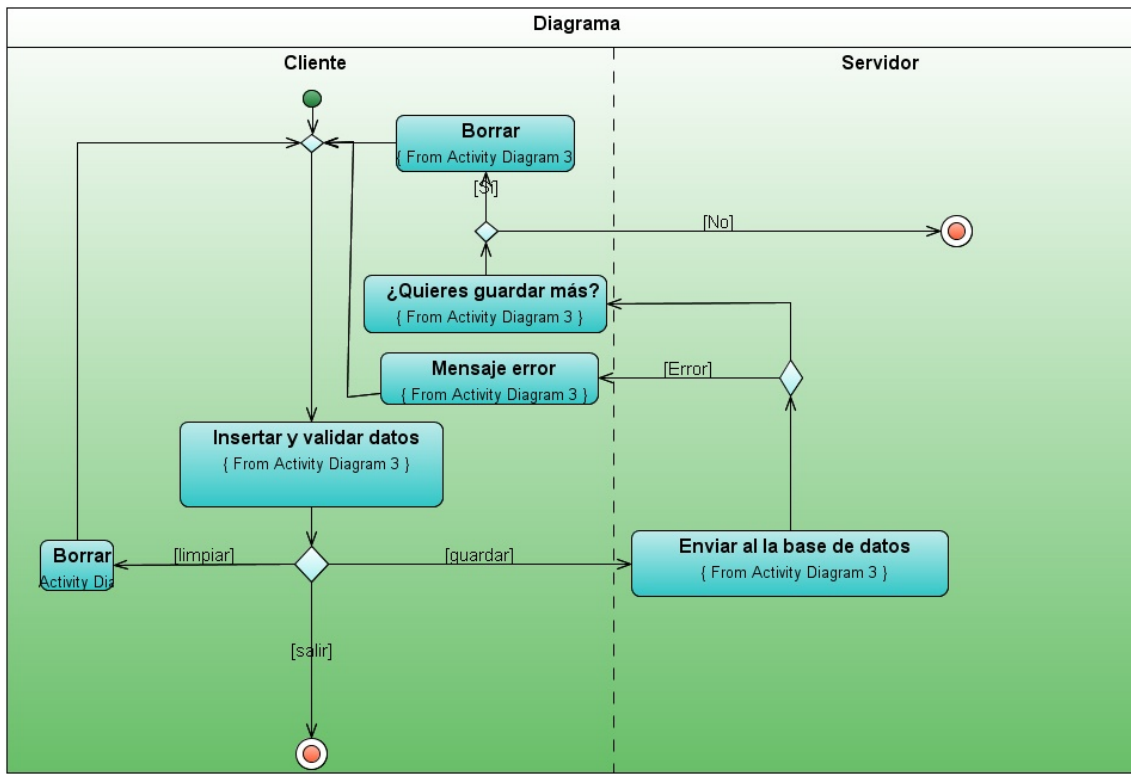 Diagrama
Cliente
Servidor
Borrar
{ From Activity Diagram 3
[Sí]
[No]
¿Quieres guardar más?
{ From Activity Diagram 3 }
Mensaje error
{ From Activity Diagram 3 }
[Error]
Insertar y validar datos
{ From Activity Diagram 3 }
Borrar
Activity Dia
[limpiar]
[guardar]
Enviar al la base de datos
{ From Activity Diagram 3 }
[salir]